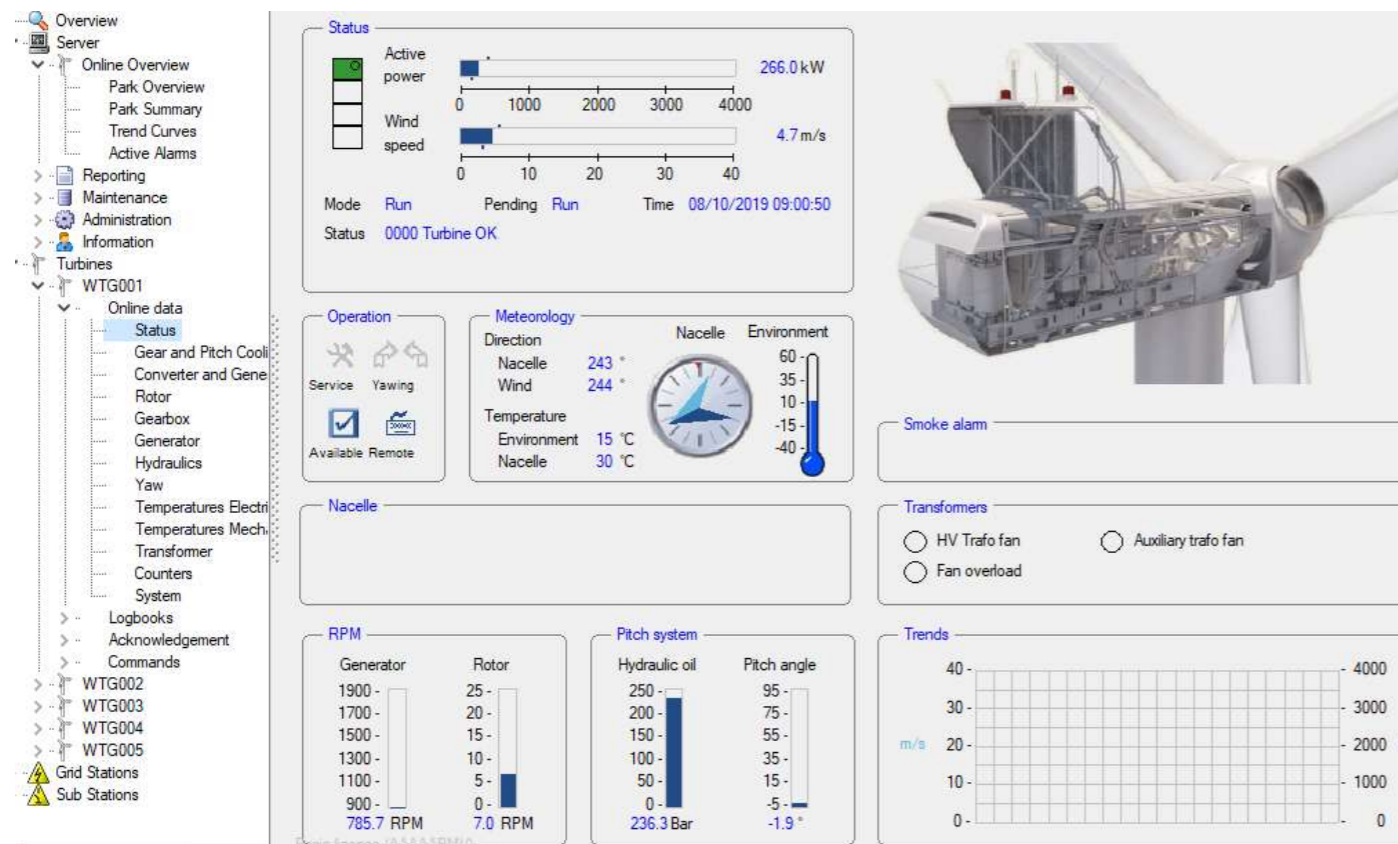 Overview
Server
Online Overview
Park Overview
Park Summary
Trend Curves
Active Alarms
Reporting
Maintenance
Administration
Information
Turbines
WTG001
Online data
Status
Gear and Pitch Cooli
Converter and Gene
Rotor
Gearbox
Generator
Hydraulics
Yaw
Temperatures Electri
Temperatures Mech
Transformer
Counters
System
Logbooks
Acknowledgement
Commands
WTG002
WTG003
WTG004
WTG005
Grid Stations
Sub Stations
Status
Active power 266.0 kW
0 1000 2000 3000 4000
Wind speed 4.7 m/s
0 10 20 30 40
Mode Run Pending Run Time 08/10/2019 09:00:50
Status 0000 Turbine OK
Operation
Service Yawing
Available Remote
Meteorology
Direction
Nacelle 243 °
Wind 244 °
Temperature
Environment 15 °C
Nacelle 30 °C
Nacelle
Environment
60
35
10
-15
-40
Smoke alarm
Nacelle
Transformers
HV Trafo fan
Auxiliary trafo fan
Fan overload
RPM
Generator
1900
1700
1500
1300
1100
900
785.7 RPM
Rotor
25
20
15
10
5
0
7.0 RPM
Pitch system
Hydraulic oil
250
200
150
100
50
0
236.3 Bar
Pitch angle
95
75
55
35
15
-5
-1.9 °
Trends
m/s
40
30
20
10
0
4000
3000
2000
1000
0